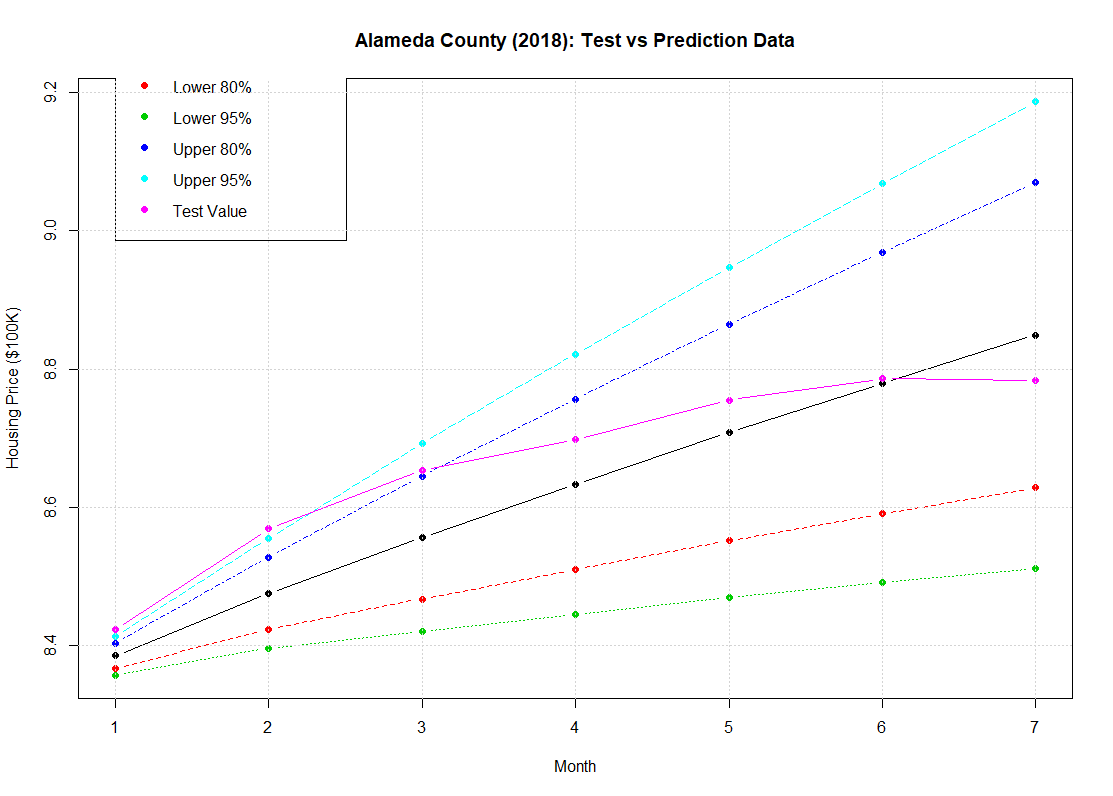 Alameda County (2018): Test vs Prediction Data
Lower 80%
Lower 95%
Upper 80%
Upper 95%
Test Value
Housing Price ($100K)
9.2
9.0
8.8
8.6
8.4
1 2 3 4 5 6 7
Month